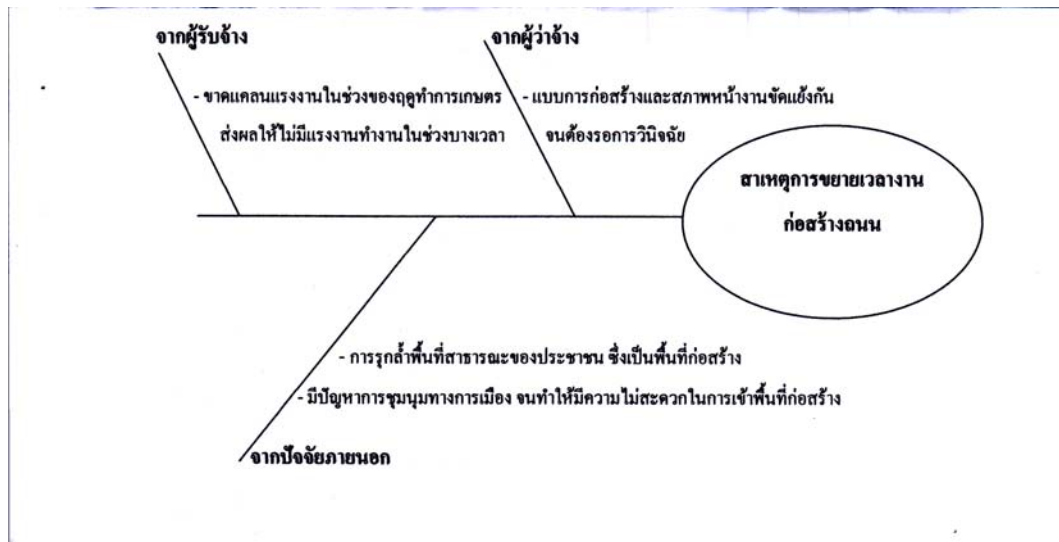 จากผู้รับจ้าง
- ขาดแคลนแรงงานในช่วงของฤดูทำการเกษตร
ส่งผลให้ไม่มีแรงงานทำงานในช่วงบางเวลา
จากผู้ว่าจ้าง
- แบบการก่อสร้างและสภาพหน้างานขัดแย้งกัน
จนต้องรอการวินิจฉัย
สาเหตุการขยายเวลางาน
ก่อสร้างถนน
- การรุกล้ำพื้นที่สาธารณะของประชาชน ซึ่งเป็นพื้นที่ก่อสร้าง
- มีปัญหาการชุมนุมทางการเมือง จนทำให้มีความไม่สะดวกในการเข้าพื้นที่ก่อสร้าง
จากปัจจัยภายนอก